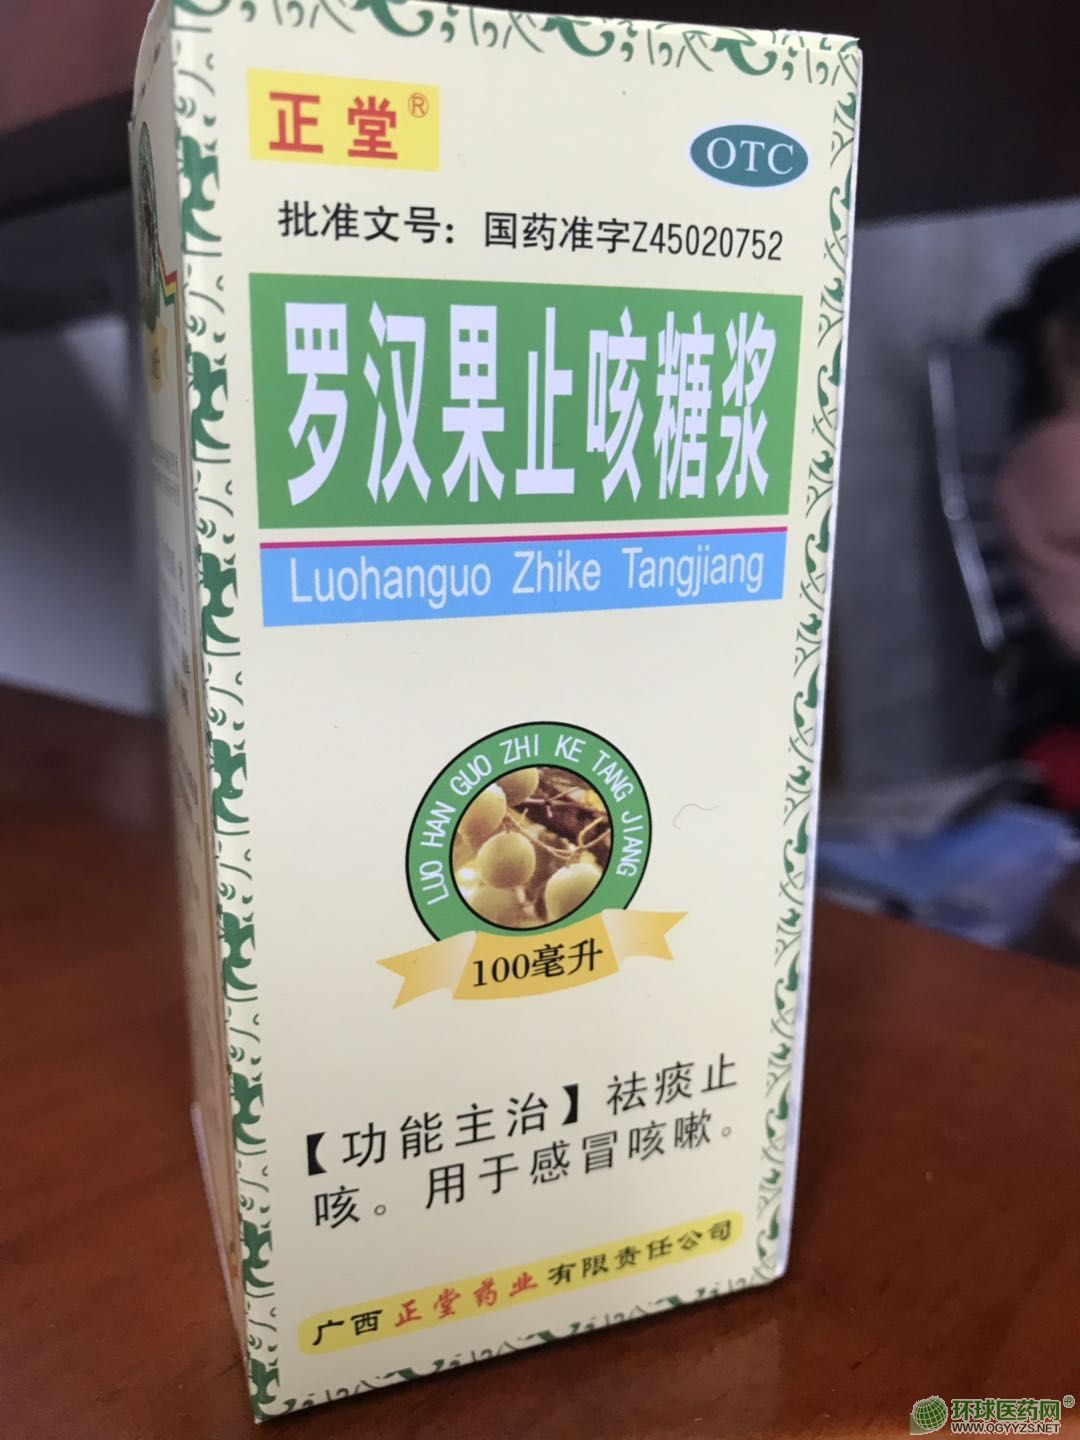 正堂®
OTC
批准文号：国药准字Z45020752
罗汉果止咳糖浆
Luohanguo Zhike Tangjiang
LUO HAN GUO ZHI KE TANG JIANG
100毫升
【功能主治】祛痰止
咳。用于感冒咳嗽。
广西正堂药业有限责任公司
环球医药网®
www.QGYYZS.NET